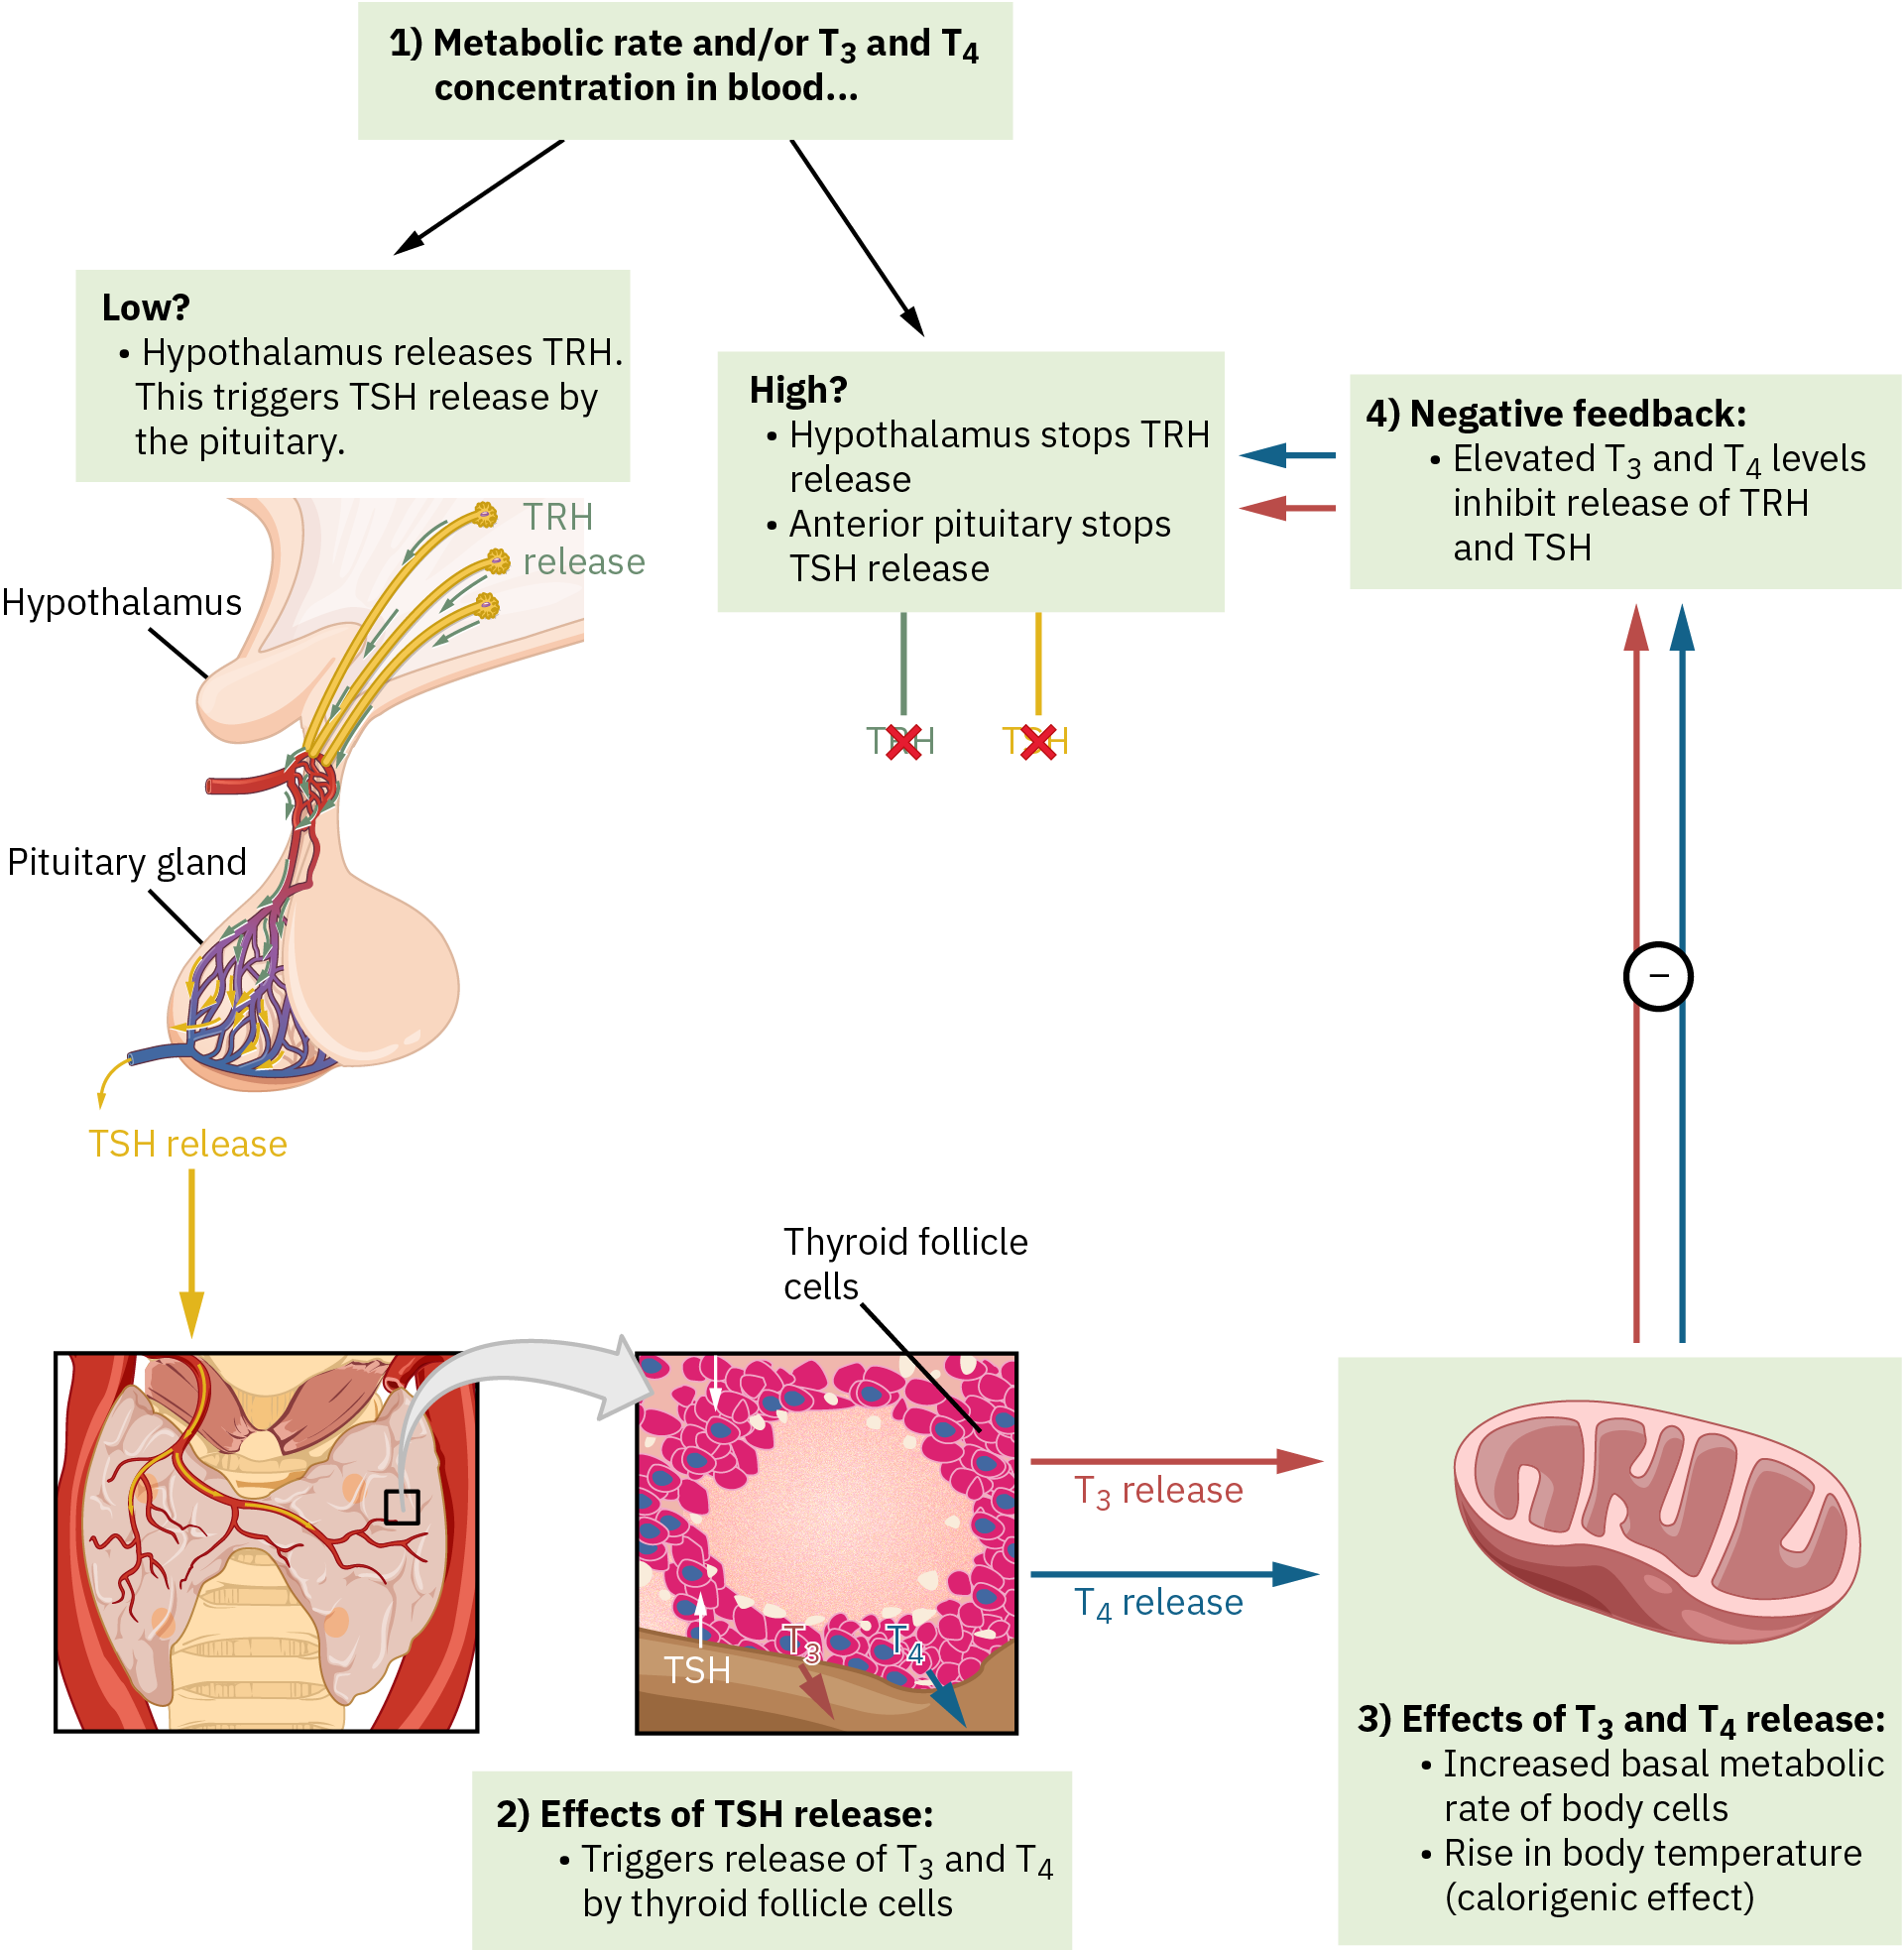 1) Metabolic rate and/or T₃ and T₄
concentration in blood...
Low?
• Hypothalamus releases TRH.
This triggers TSH release by
the pituitary.
High?
• Hypothalamus stops TRH
release
• Anterior pituitary stops
TSH release
4) Negative feedback:
• Elevated T₃ and T₄ levels
inhibit release of TRH
and TSH
TRH
release
Hypothalamus
TRH
TSH
Pituitary gland
–
TSH release
Thyroid follicle
cells
T₃ release
T₄ release
T₃
T₄
TSH
2) Effects of TSH release:
• Triggers release of T₃ and T₄
by thyroid follicle cells
3) Effects of T₃ and T₄ release:
• Increased basal metabolic
rate of body cells
• Rise in body temperature
(calorigenic effect)